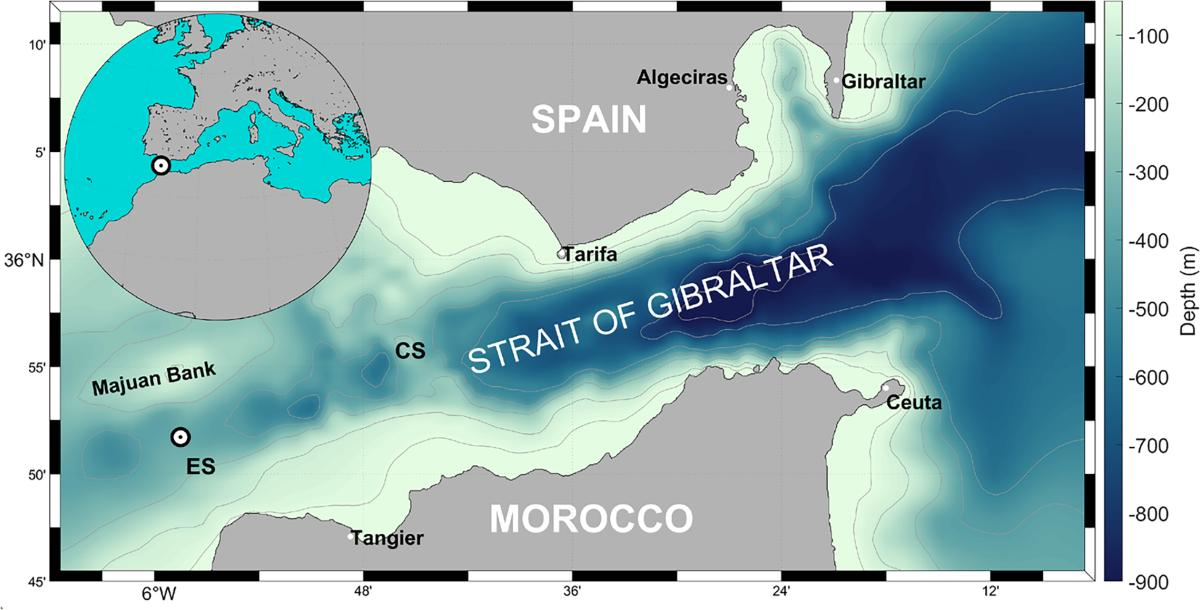 10'
5'
36°N
55'
50'
45'
6°W
48'
36'
24'
12'
Algeciras
Gibraltar
SPAIN
Tarifa
STRAIT OF GIBRALTAR
CS
Majuan Bank
ES
Ceuta
MOROCCO
Tangier
-100
-200
-300
-400
-500
-600
-700
-800
-900
Depth (m)